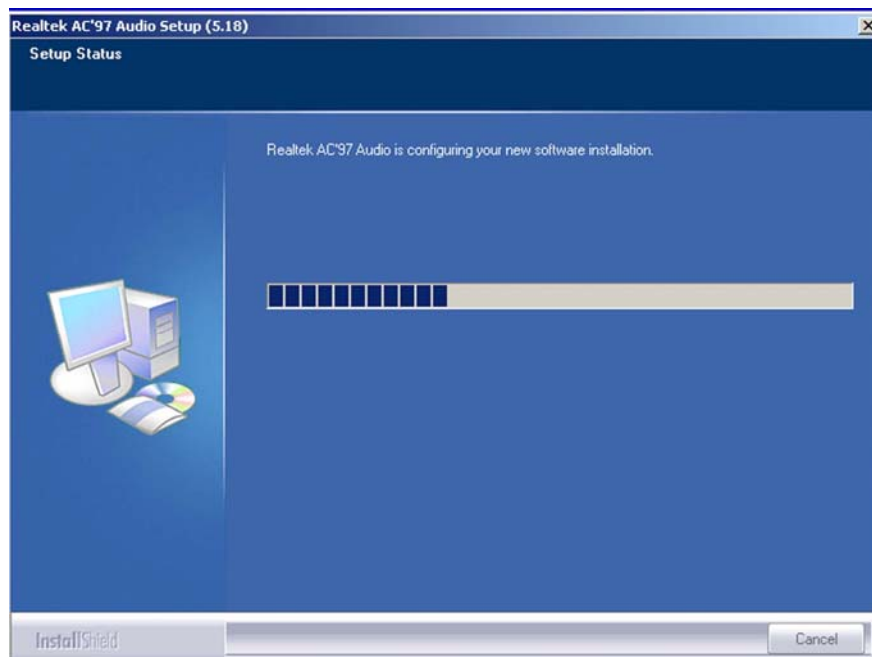 Realtek AC'97 Audio Setup (5.18)
Setup Status
Realtek AC'97 Audio is configuring your new software installation.
InstallShield
Cancel